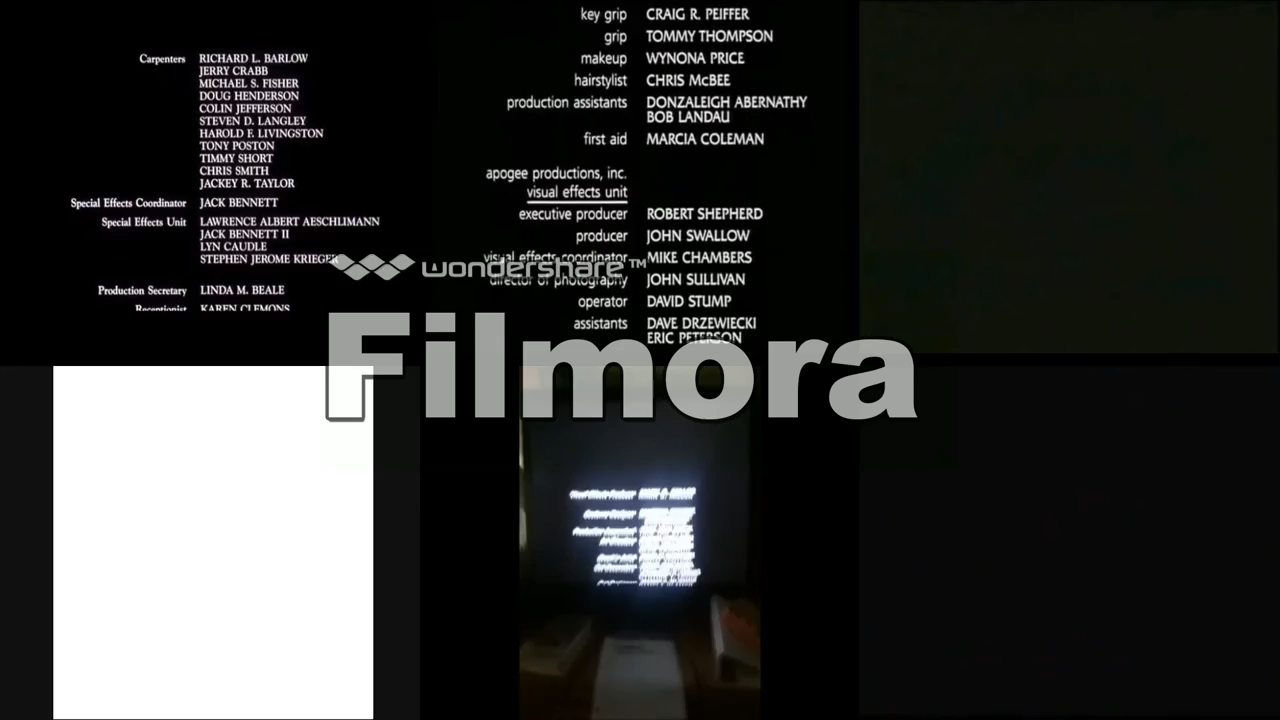 Carpenters RICHARD L. BARLOW
JERRY CRABB
MICHAEL S. FISHER
DOUG HENDERSON
COLIN JEFFERSON
STEVEN D. LANGLEY
HAROLD F. LIVINGSTON
TONY POSTON
TIMMY SHORT
CHRIS SMITH
JACKEY R. TAYLOR
Special Effects Coordinator JACK BENNETT
Special Effects Unit LAWRENCE ALBERT AESCHLIMANN
JACK BENNETT II
LYN CAUDLE
STEPHEN JEROME KRIEGER
Production Secretary LINDA M. BEALE
Receptionist KAREN CLEMONS
key grip CRAIG R. PEIFFER
grip TOMMY THOMPSON
makeup WYNONA PRICE
hairstylist CHRIS McBEE
production assistants DONZALEIGH ABERNATHY
BOB LANDAU
first aid MARCIA COLEMAN
apogee productions, inc.
visual effects unit
executive producer ROBERT SHEPHERD
producer JOHN SWALLOW
visual effects coordinator MIKE CHAMBERS
director of photography JOHN SULLIVAN
operator DAVID STUMP
assistants DAVE DRZEWIECKI
ERIC PETERSON
wondershare™
Filmora